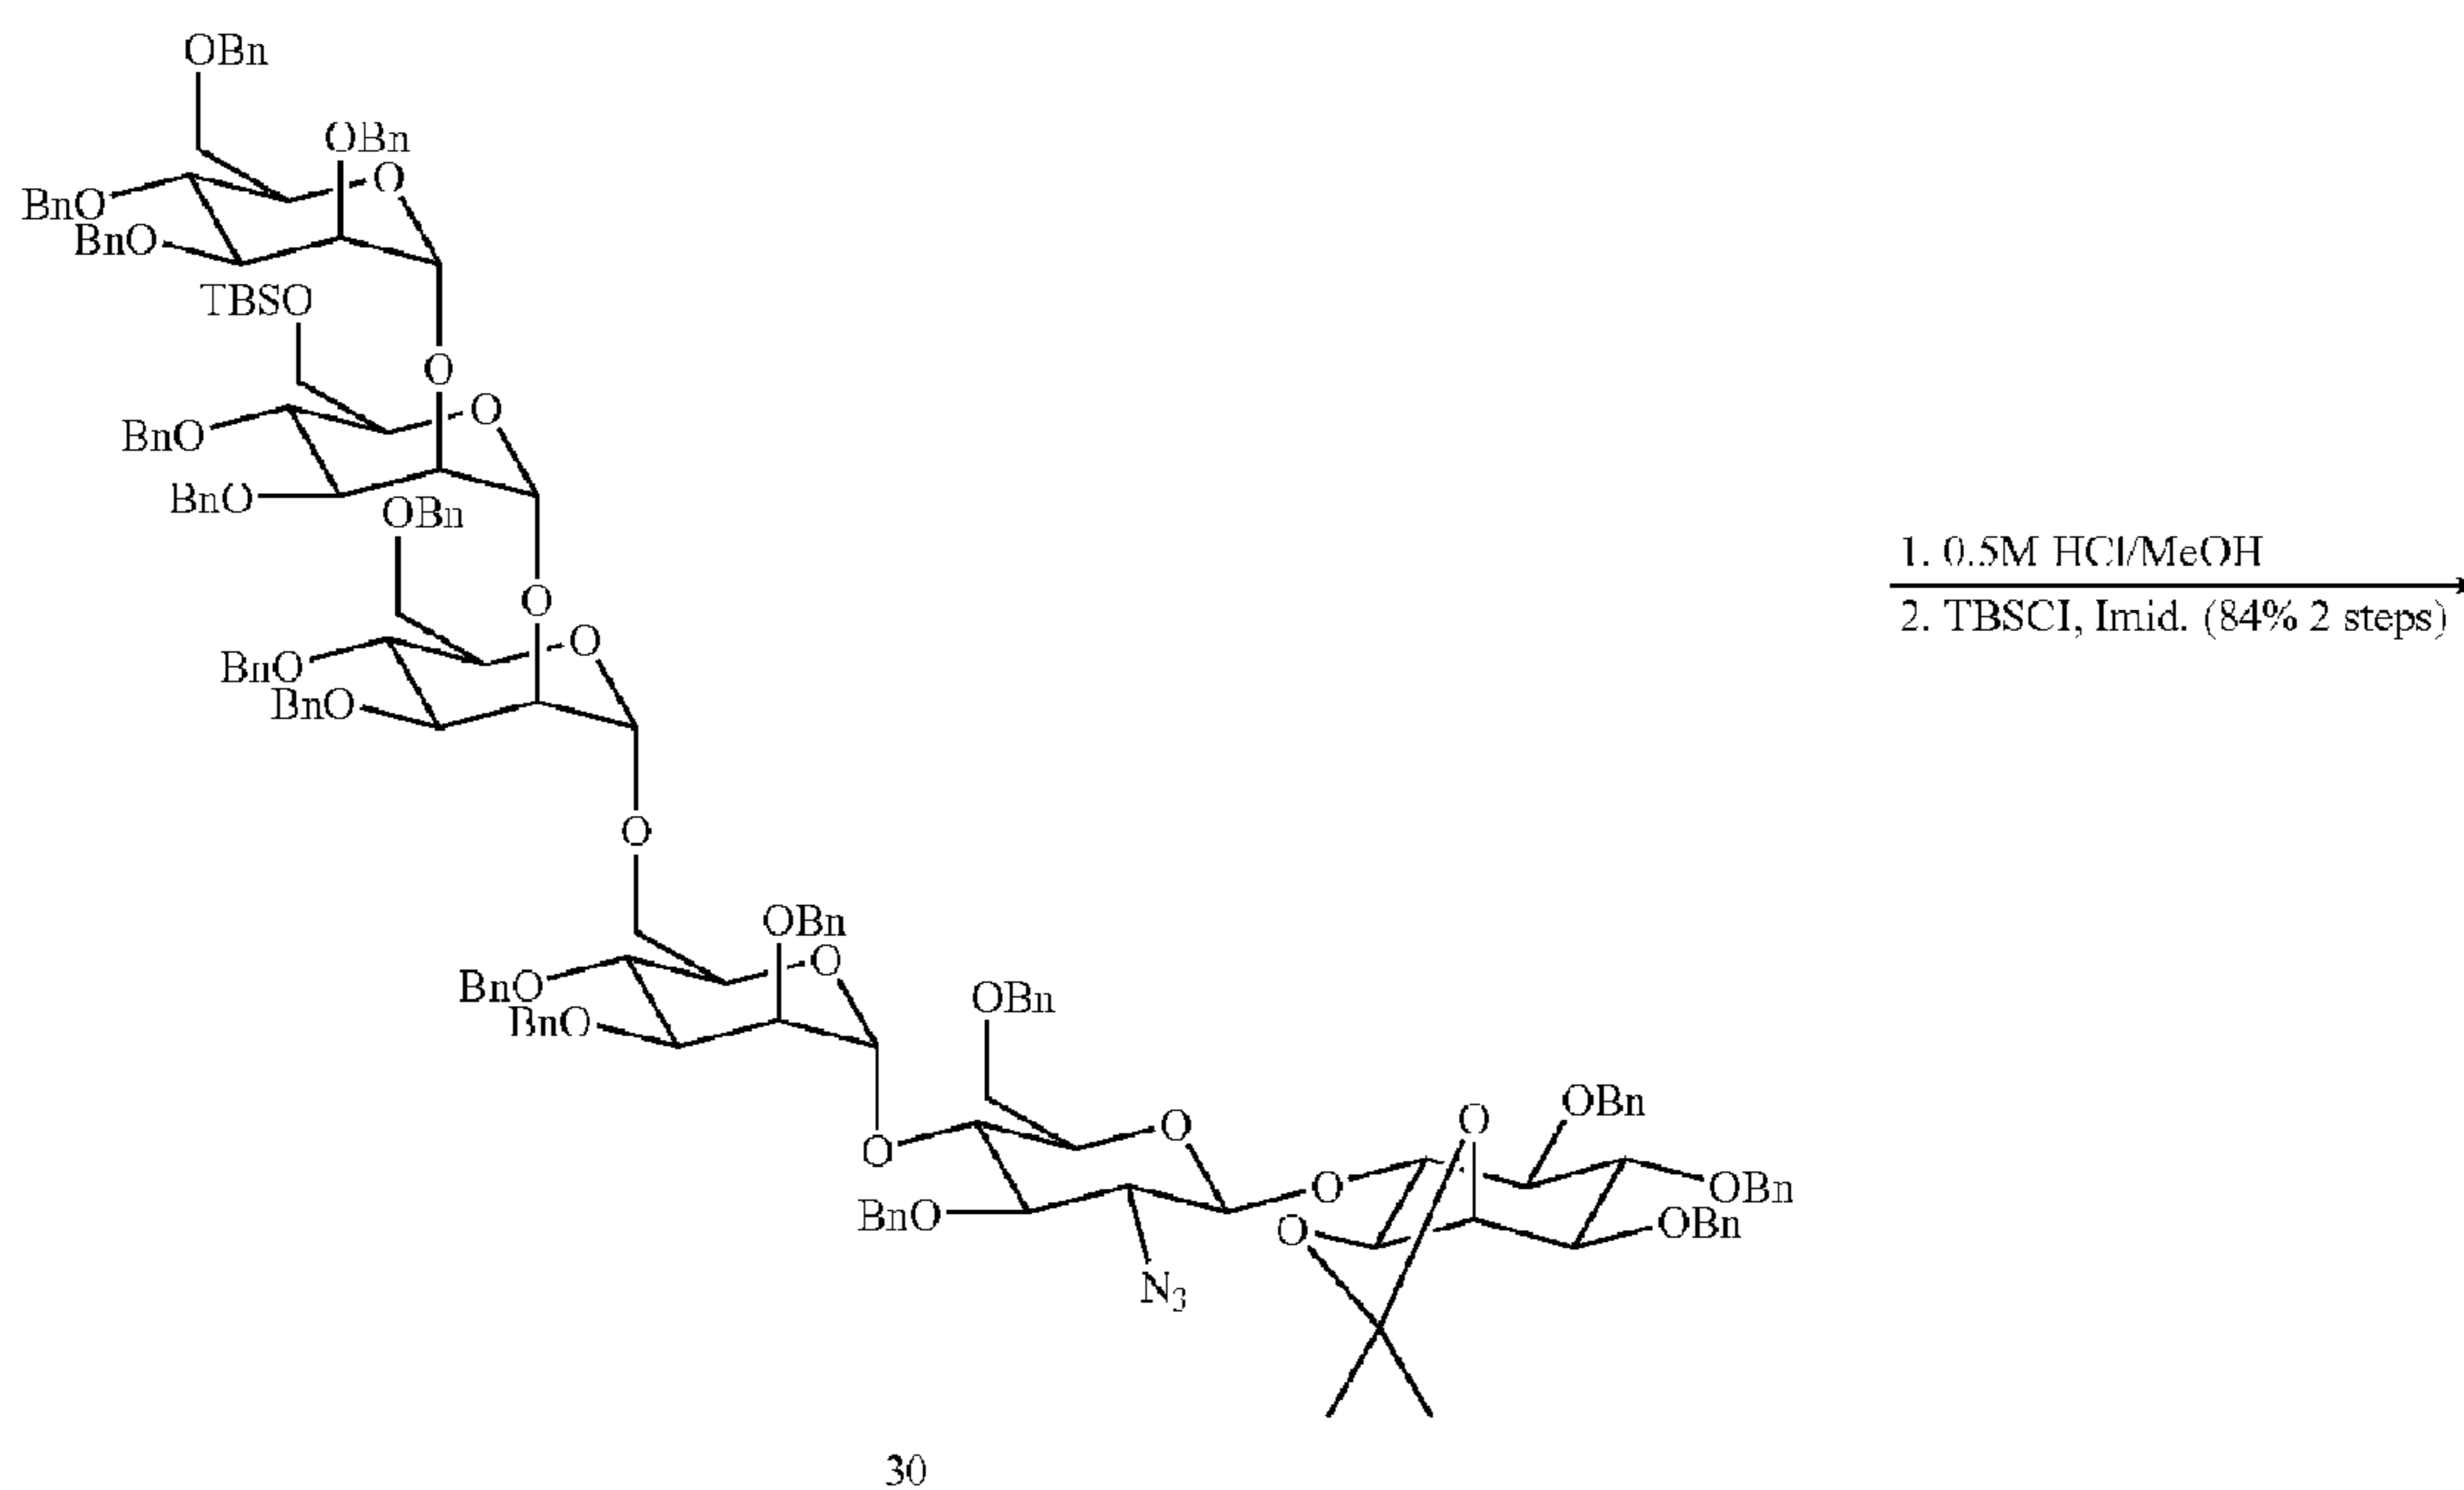 OBn
OBn
O
BnO
BnO
TBSO
O
O
BnO
BnO
OBn
O
O
BnO
BnO
1. 0.5M HCl/MeOH
2. TBSCI, Imid. (84% 2 steps)
O
OBn
O
BnO
BnO
OBn
O
O
BnO
N3
O
O
O
OBn
OBn
OBn
30